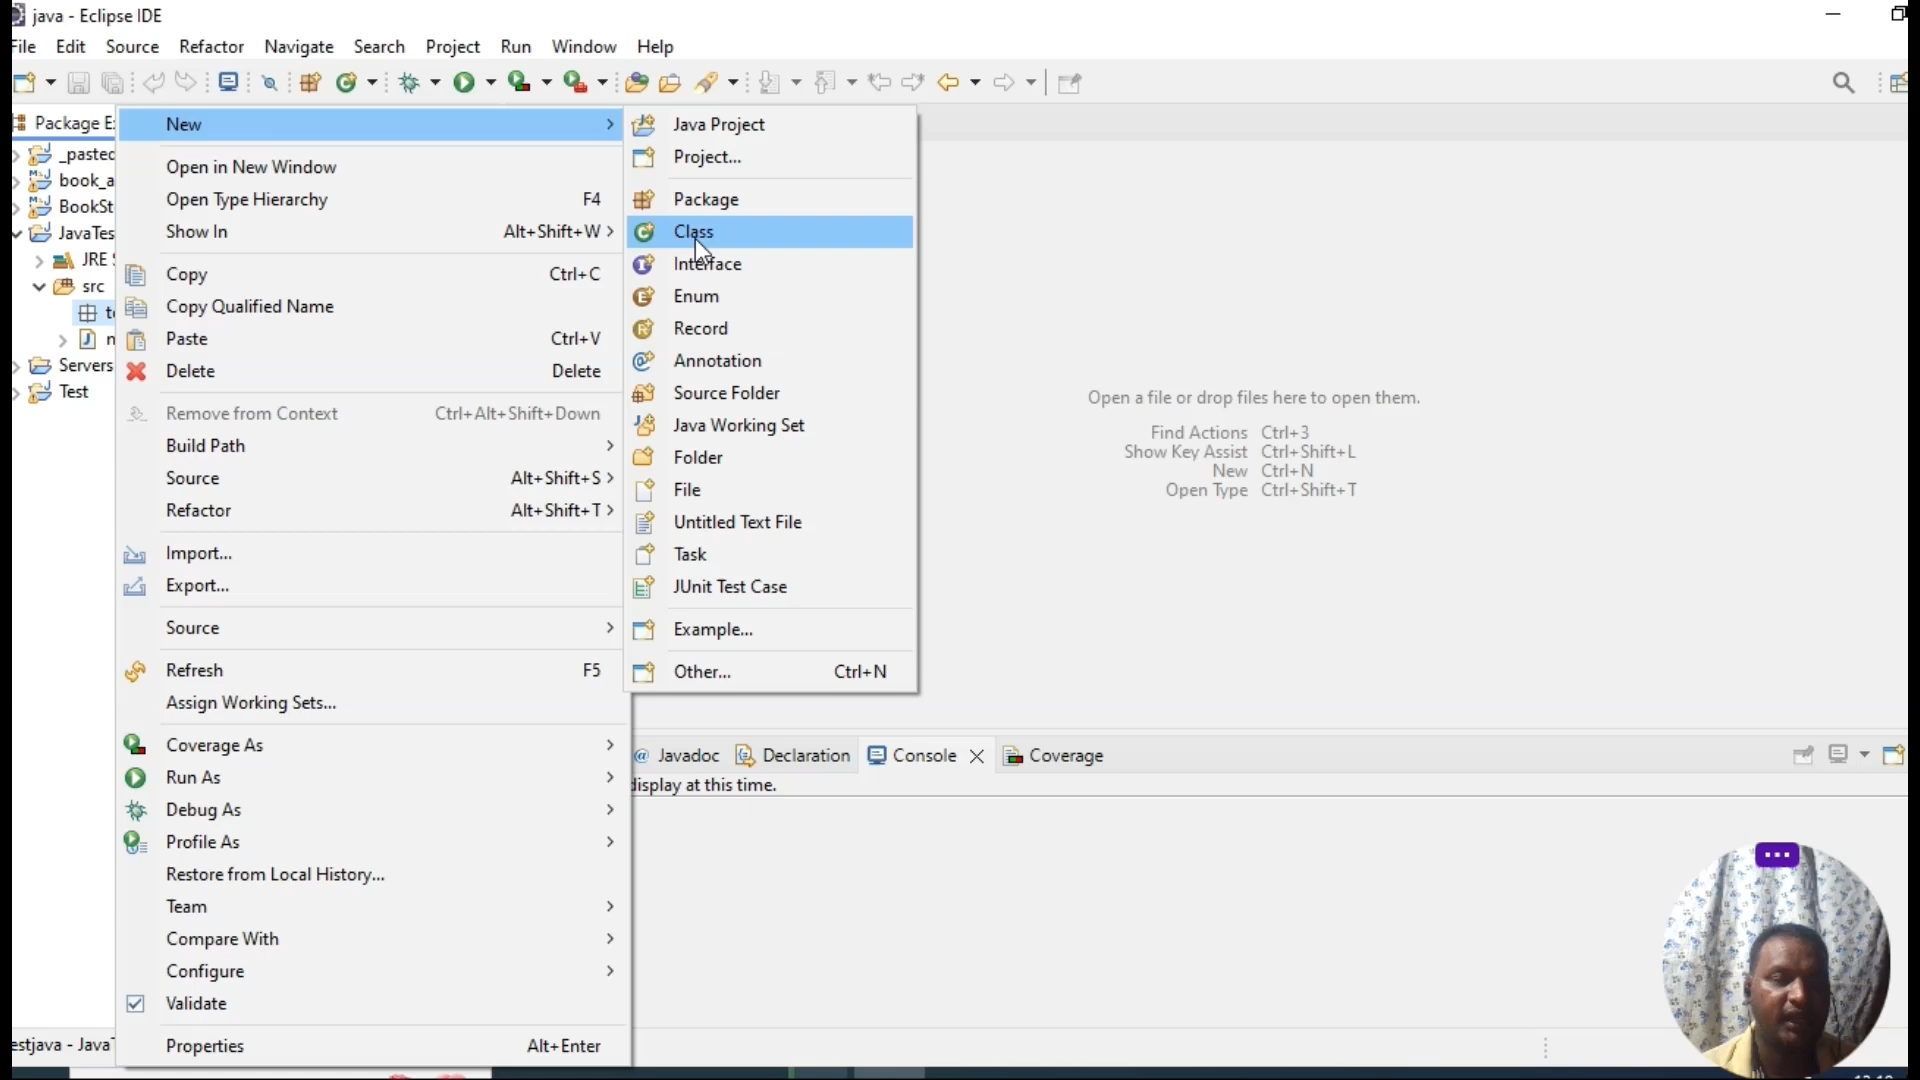 java - Eclipse IDE
File Edit Source Refactor Navigate Search Project Run Window Help
Package E
_pasted
book_a
BookSt
JavaTes
JRE
src
te
Servers
Test
New
Open in New Window
Open Type Hierarchy F4
Show In Alt+Shift+W
Copy Ctrl+C
Copy Qualified Name
Paste Ctrl+V
Delete Delete
Remove from Context Ctrl+Alt+Shift+Down
Build Path
Source Alt+Shift+S
Refactor Alt+Shift+T
Import...
Export...
Source
Refresh F5
Assign Working Sets...
Coverage As
Run As
Debug As
Profile As
Restore from Local History...
Team
Compare With
Configure
Validate
Properties Alt+Enter
Java Project
Project...
Package
Class
Interface
Enum
Record
Annotation
Source Folder
Java Working Set
Folder
File
Untitled Text File
Task
JUnit Test Case
Example...
Other... Ctrl+N
Open a file or drop files here to open them.
Find Actions Ctrl+3
Show Key Assist Ctrl+Shift+L
New Ctrl+N
Open Type Ctrl+Shift+T
Javadoc Declaration Console Coverage
display at this time.
estjava - Java